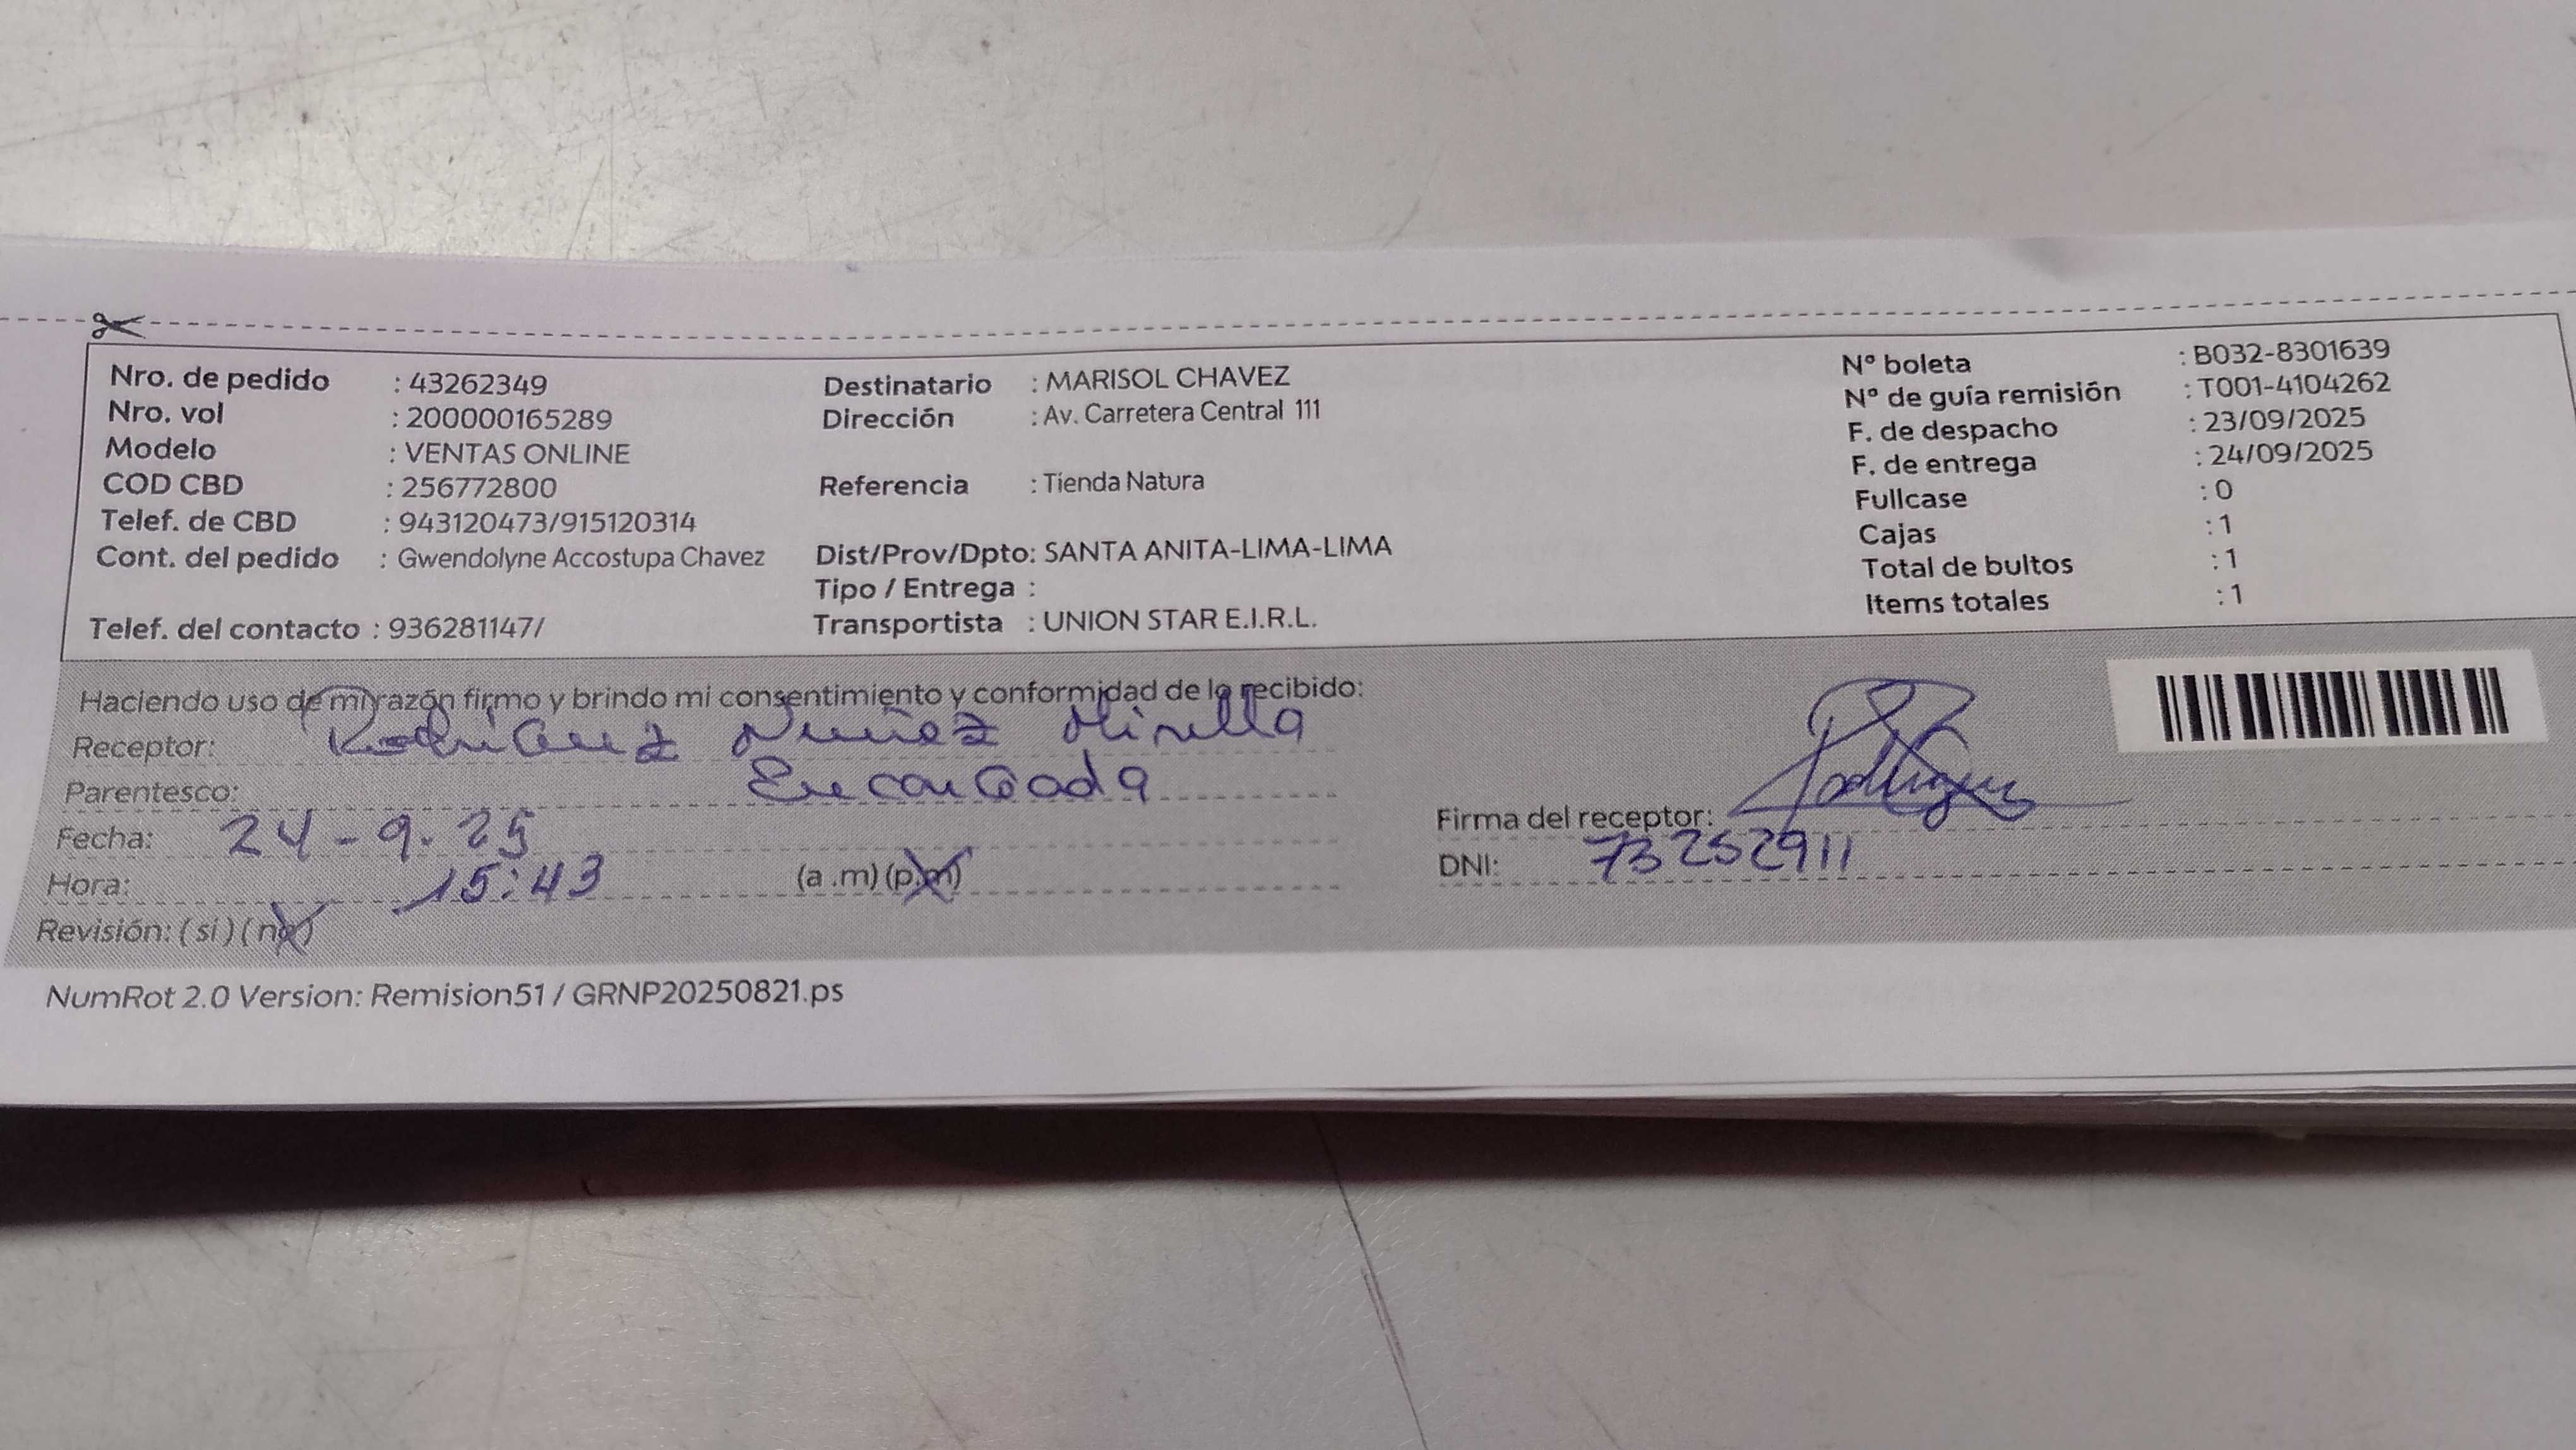 Nro. de pedido : 43262349
Nro. vol : 200000165289
Modelo : VENTAS ONLINE
COD CBD : 256772800
Telef. de CBD : 943120473/915120314
Cont. del pedido : Gwendolyne Accostupa Chavez
Telef. del contacto : 936281147/
Destinatario : MARISOL CHAVEZ
Dirección : Av. Carretera Central 111
Referencia : Tienda Natura
Dist/Prov/Dpto: SANTA ANITA-LIMA-LIMA
Tipo / Entrega :
Transportista : UNION STAR E.I.R.L.
Nº boleta : B032-8301639
Nº de guía remisión : T001-4104262
F. de despacho : 23/09/2025
F. de entrega : 24/09/2025
Fullcase : 0
Cajas : 1
Total de bultos : 1
Items totales : 1
Haciendo uso de mi razón firmo y brindo mi consentimiento y conformidad de lo recibido:
Receptor: Rodriguez Nuñez Mirella
Parentesco: Encargada
Fecha: 24-9-25
Hora: 15:43 (a .m) (p.m)
Revisión: ( si ) ( no )
Firma del receptor: Rodriguez
DNI: 73252911
NumRot 2.0 Version: Remision51 / GRNP20250821.ps